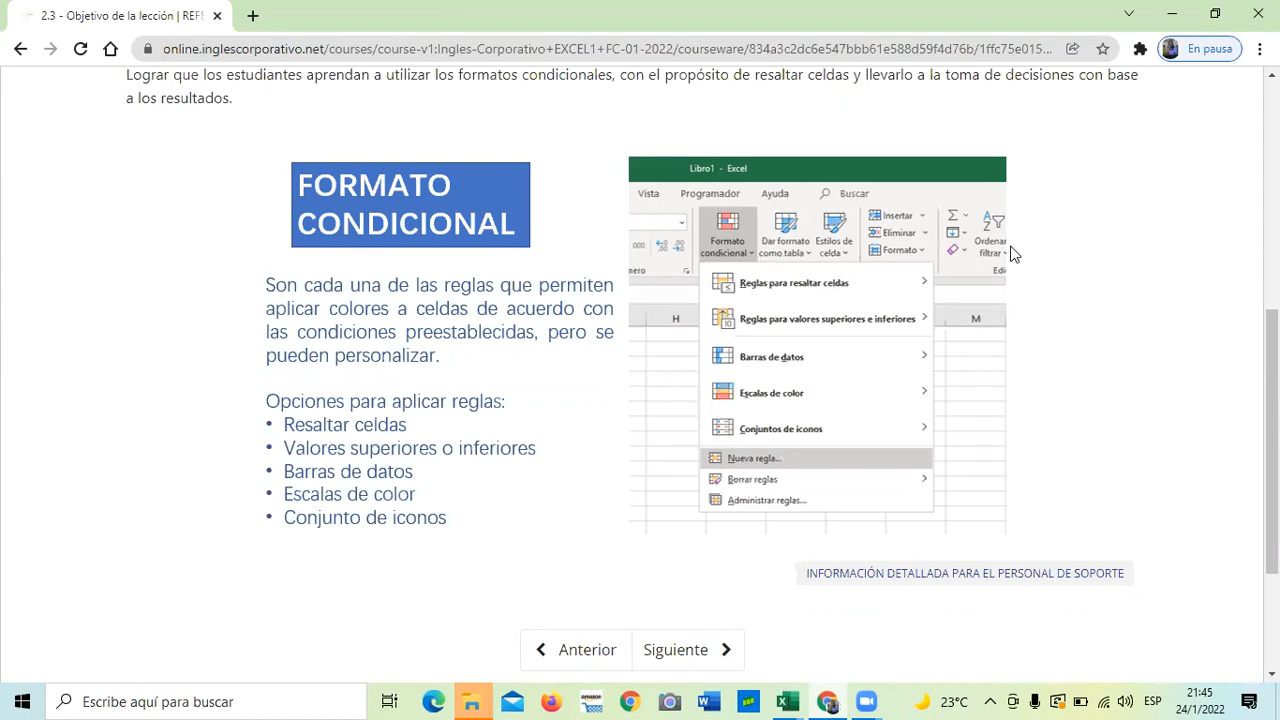 2.3 - Objetivo de la lección | REFE
online.inglescorporativo.net/courses/course-v1:Ingles-Corporativo+EXCEL1+FC-01-2022/courseware/834a3c2dc6e547bbb61e588d59f4d76b/1ffc75e015...
En pausa
Lograr que los estudiantes aprendan a utilizar los formatos condicionales, con el propósito de resaltar celdas y llevarlo a la toma de decisiones con base
a los resultados.
FORMATO
CONDICIONAL
Son cada una de las reglas que permiten
aplicar colores a celdas de acuerdo con
las condiciones preestablecidas, pero se
pueden personalizar.
Opciones para aplicar reglas:
• Resaltar celdas
• Valores superiores o inferiores
• Barras de datos
• Escalas de color
• Conjunto de iconos
Libro1 - Excel
Vista Programador Ayuda Buscar
Formato
condicional
Dar formato
como tabla
Estilos de
celda
Insertar
Eliminar
Formato
Ordenar
filtrar
mero
Edi
Reglas para resaltar celdas
Reglas para valores superiores e inferiores
Barras de datos
Escalas de color
Conjuntos de iconos
Nueva regla...
Borrar reglas
Administrar reglas...
H M
INFORMACIÓN DETALLADA PARA EL PERSONAL DE SOPORTE
Anterior Siguiente
Escribe aquí para buscar
23°C
ESP
21:45
24/1/2022